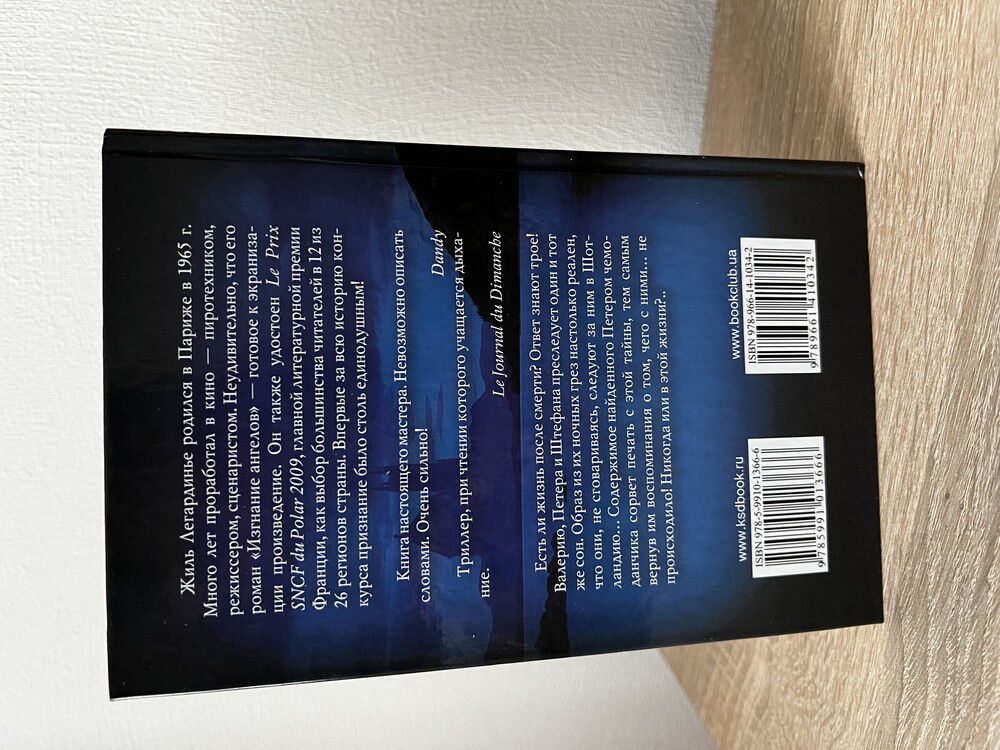 Жиль Легардинье родился в Париже в 1965 г.
Много лет проработал в кино — пиротехником,
режиссером, сценаристом. Неудивительно, что его
роман «Изгнание ангелов» — готовое к экраниза-
ции произведение. Он также удостоен Le Prix
SNCF du Polar 2009, главной литературной премии
Франции, как выбор большинства читателей в 12 из
26 регионов страны. Впервые за всю историю кон-
курса признание было столь единодушным!
Книга настоящего мастера. Невозможно описать
словами. Очень сильно!
Dandy
Триллер, при чтении которого учащается дыха-
ние.
Le Journal du Dimanche
Есть ли жизнь после смерти? Ответ знают трое!
Валерию, Петера и Штефана преследует один и тот
же сон. Образ из их ночных грез настолько реален,
что они, не сговариваясь, следуют за ним в Шот-
ландию... Содержимое найденного Петером чемо-
данчика сорвет печать с этой тайны, тем самым
вернув им воспоминания о том, чего с ними... не
происходило! Никогда или в этой жизни?..
www.ksdbook.ru
ISBN 978-5-9910-1366-6
9 785991 013666
www.bookclub.ua
ISBN 978-966-14-1034-2
9 789661 410342